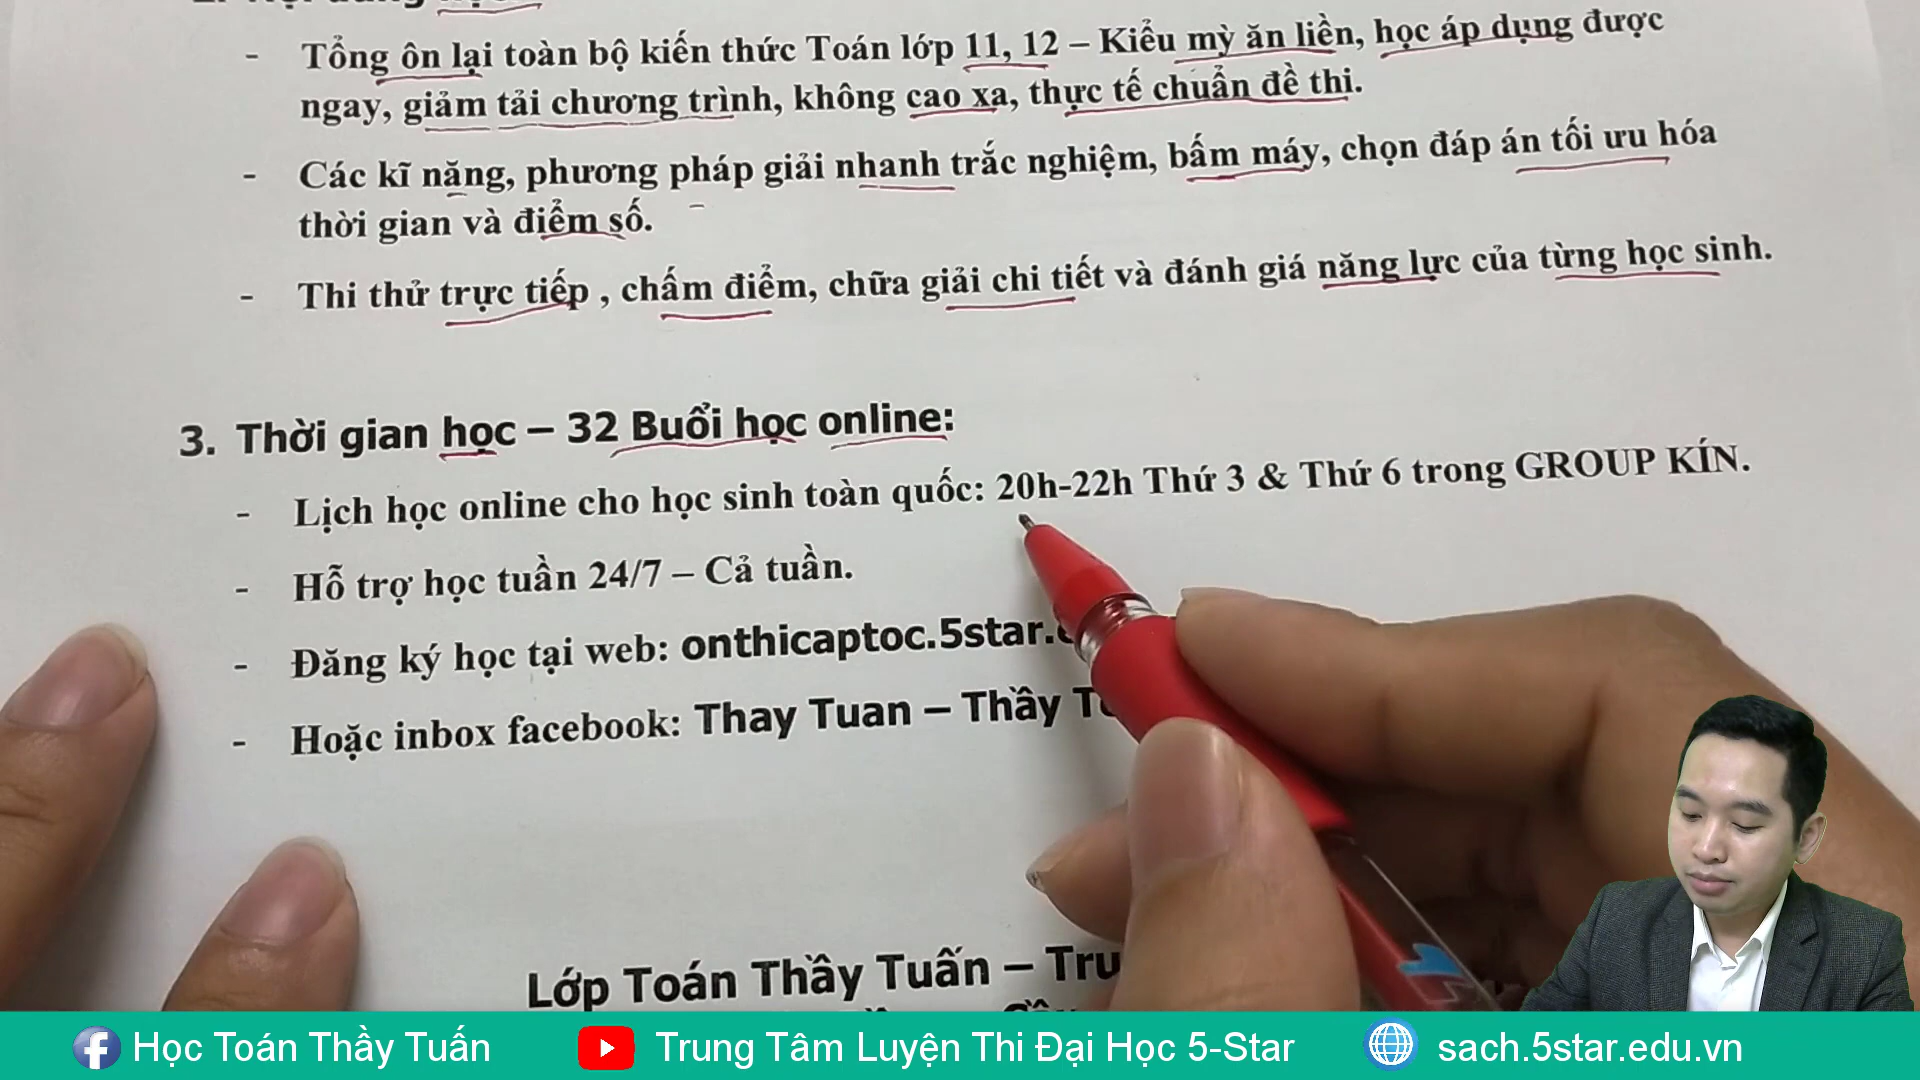 - Tổng ôn lại toàn bộ kiến thức Toán lớp 11, 12 – Kiểu mỳ ăn liền, học áp dụng được
ngay, giảm tải chương trình, không cao xa, thực tế chuẩn đề thi.
- Các kĩ năng, phương pháp giải nhanh trắc nghiệm, bấm máy, chọn đáp án tối ưu hóa
thời gian và điểm số.
- Thi thử trực tiếp , chấm điểm, chữa giải chi tiết và đánh giá năng lực của từng học sinh.
3. Thời gian học – 32 Buổi học online:
- Lịch học online cho học sinh toàn quốc: 20h-22h Thứ 3 & Thứ 6 trong GROUP KÍN.
- Hỗ trợ học tuần 24/7 – Cả tuần.
- Đăng ký học tại web: onthicaptoc.5star.
- Hoặc inbox facebook: Thay Tuan – Thầy
Lớp Toán Thầy Tuấn –
Học Toán Thầy Tuấn
Trung Tâm Luyện Thi Đại Học 5-Star
sach.5star.edu.vn